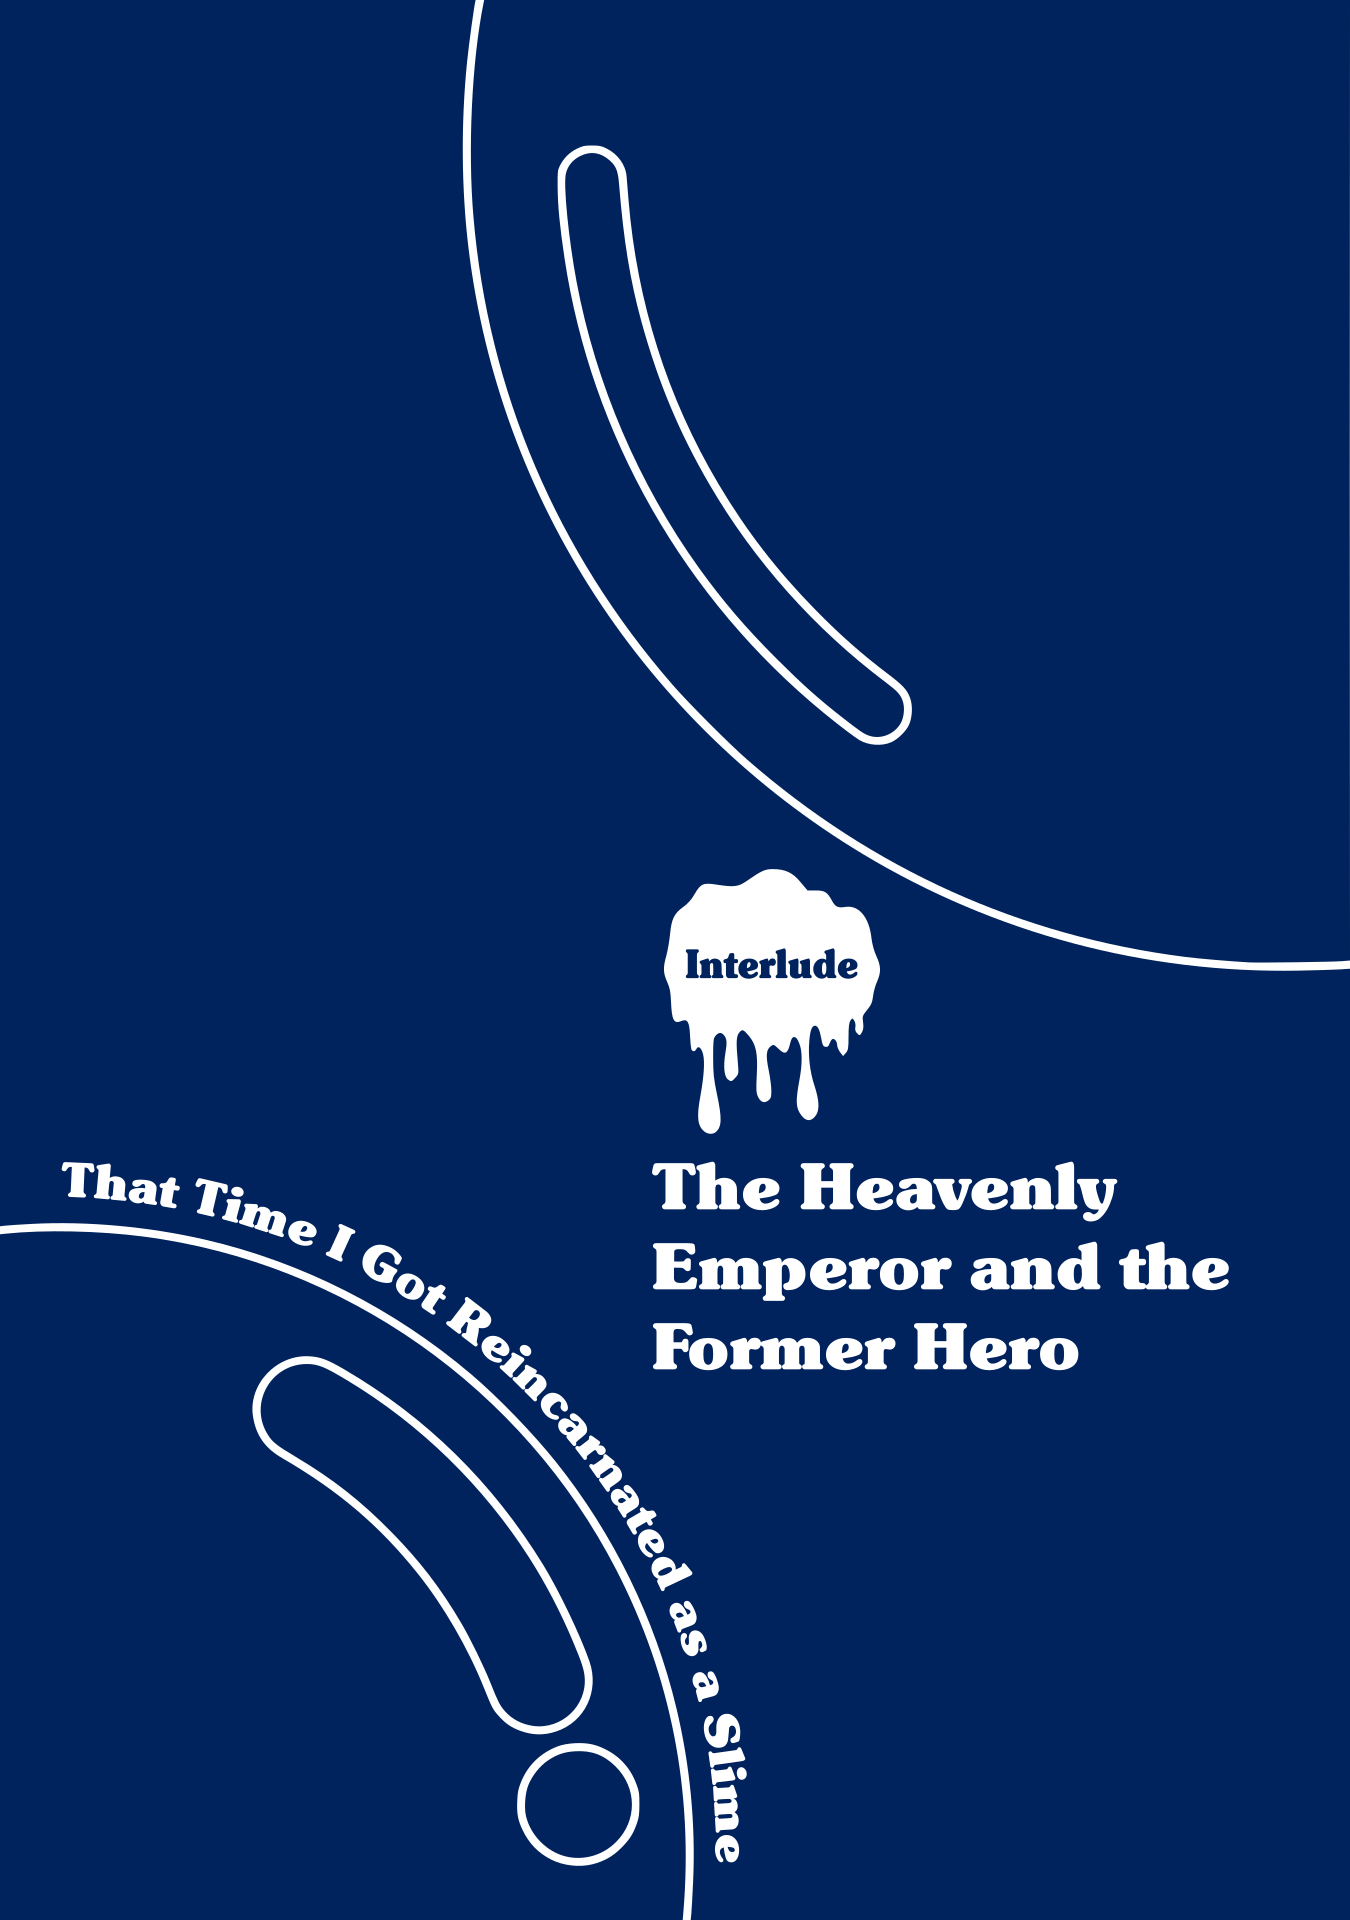 Interlude
The Heavenly
Emperor and the
Former Hero
That Time I Got Reincarnated as a Slime